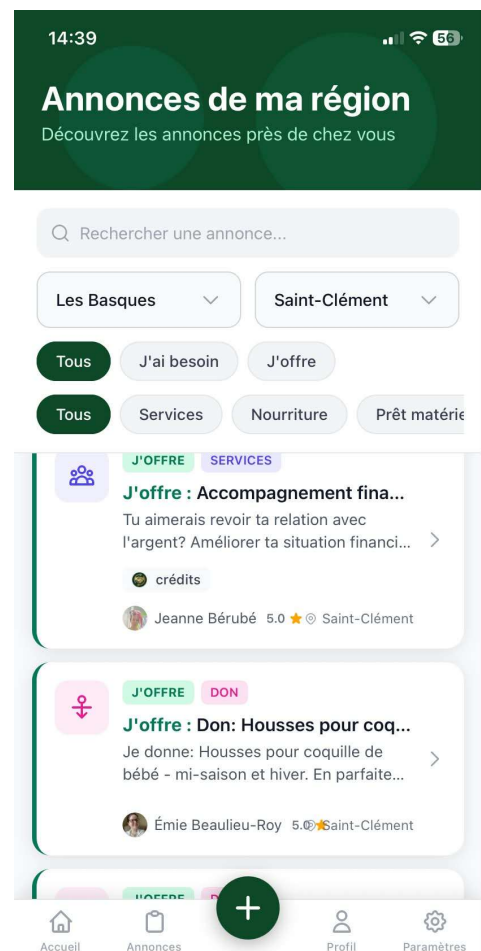 14:39
56
Annonces de ma région
Découvrez les annonces près de chez vous
Rechercher une annonce...
Les Basques
Saint-Clément
Tous J'ai besoin J'offre
Tous Services Nourriture Prêt matérie
J'OFFRE SERVICES
J'offre : Accompagnement fina...
Tu aimerais revoir ta relation avec
l'argent? Améliorer ta situation financi...
crédits
Jeanne Bérubé 5.0 Saint-Clément
J'OFFRE DON
J'offre : Don: Housses pour coq...
Je donne: Housses pour coquille de
bébé - mi-saison et hiver. En parfaite...
Émie Beaulieu-Roy 5.0 Saint-Clément
J'OFFRE
Accueil Annonces Profil Paramètres